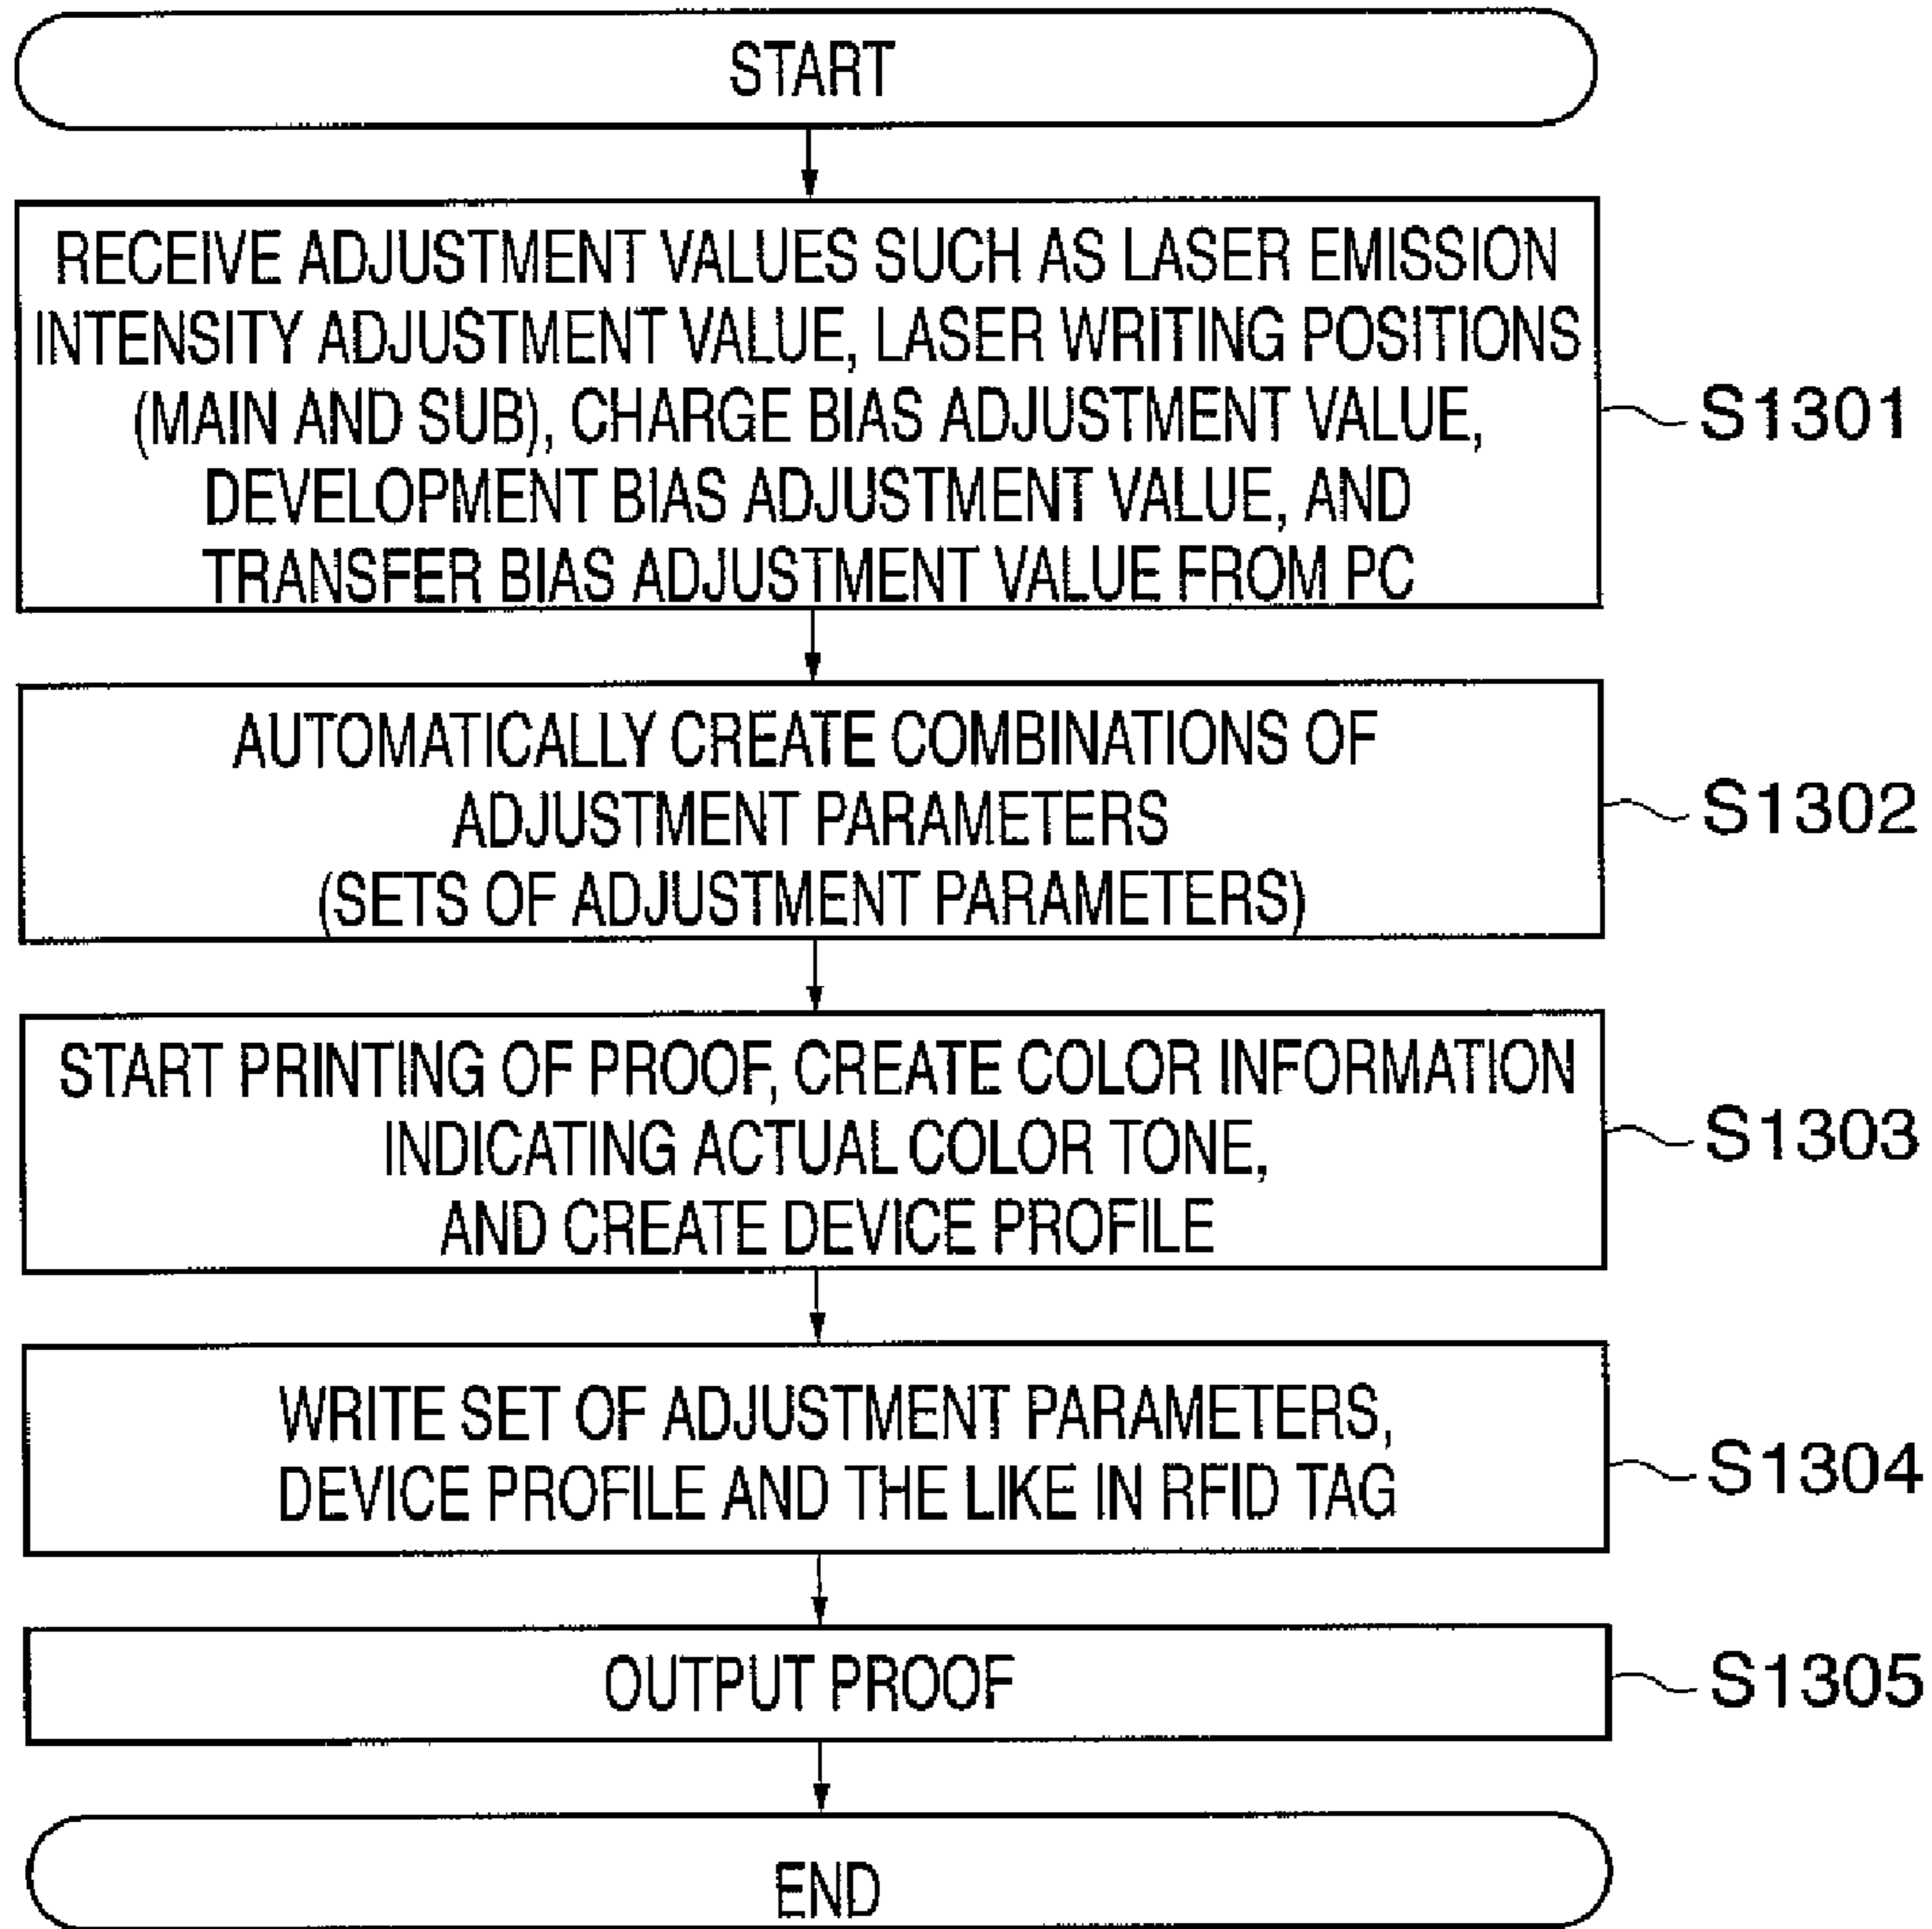 START
RECEIVE ADJUSTMENT VALUES SUCH AS LASER EMISSION
INTENSITY ADJUSTMENT VALUE, LASER WRITING POSITIONS
(MAIN AND SUB), CHARGE BIAS ADJUSTMENT VALUE,
DEVELOPMENT BIAS ADJUSTMENT VALUE, AND
TRANSFER BIAS ADJUSTMENT VALUE FROM PC
S1301
AUTOMATICALLY CREATE COMBINATIONS OF
ADJUSTMENT PARAMETERS
(SETS OF ADJUSTMENT PARAMETERS)
S1302
START PRINTING OF PROOF, CREATE COLOR INFORMATION
INDICATING ACTUAL COLOR TONE,
AND CREATE DEVICE PROFILE
S1303
WRITE SET OF ADJUSTMENT PARAMETERS,
DEVICE PROFILE AND THE LIKE IN RFID TAG
S1304
OUTPUT PROOF
S1305
END